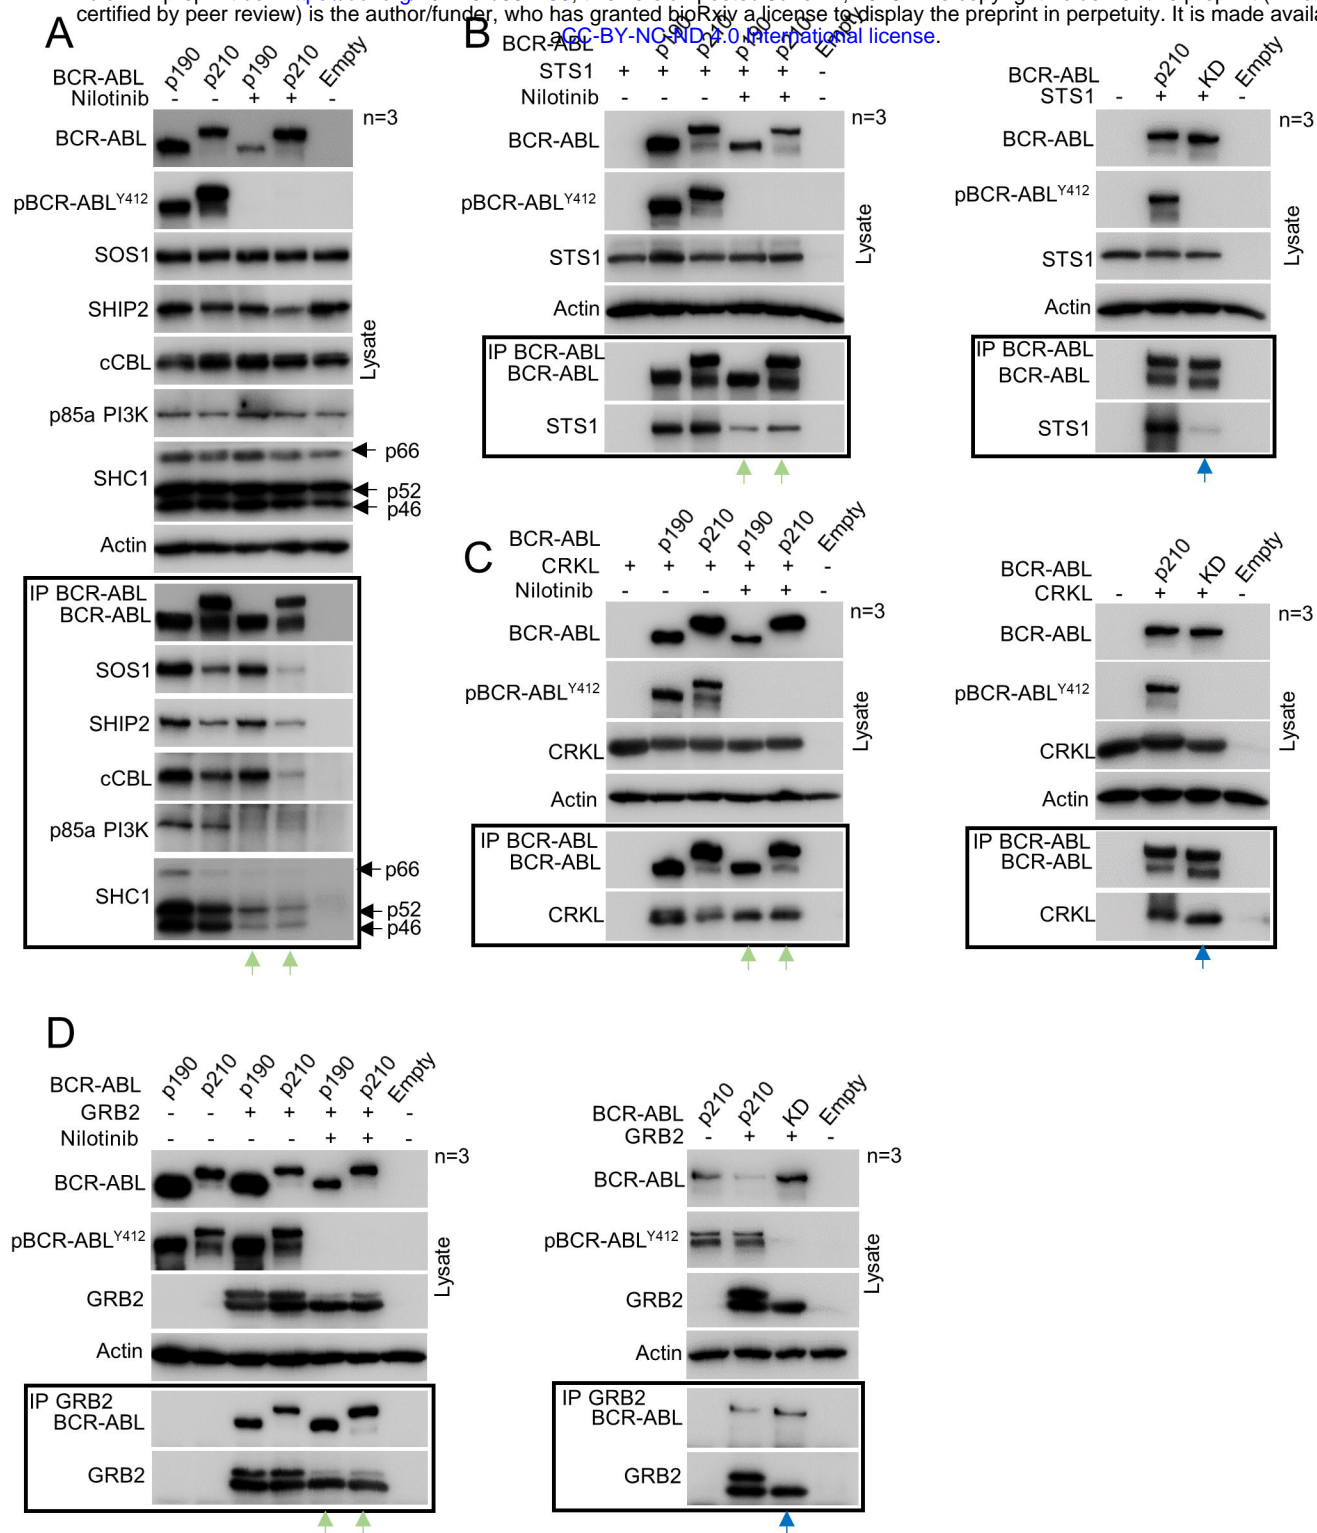 certified by peer review) is the author/funder, who has granted bioRxiv a license to display the preprint in perpetuity. It is made
aCC-BY-NC-ND 4.0 International license.
A
BCR-ABL p190 p210 p190 p210 Empty
Nilotinib - - + + -
n=3
BCR-ABL
pBCR-ABLY412
SOS1
SHIP2
cCBL
p85a PI3K
SHC1
p66
p52
p46
Actin
Lysate
IP BCR-ABL
BCR-ABL
SOS1
SHIP2
cCBL
p85a PI3K
SHC1
p66
p52
p46
B
BCR-ABL p190 p210 p190 p210 Empty
STS1 + + + + + -
Nilotinib - - - + + -
n=3
BCR-ABL
pBCR-ABLY412
STS1
Actin
Lysate
IP BCR-ABL
BCR-ABL
STS1
BCR-ABL p210 KD Empty
STS1 - + + -
n=3
BCR-ABL
pBCR-ABLY412
STS1
Actin
Lysate
IP BCR-ABL
BCR-ABL
STS1
C
BCR-ABL p190 p210 p190 p210 Empty
CRKL + + + + + -
Nilotinib - - - + + -
n=3
BCR-ABL
pBCR-ABLY412
CRKL
Actin
Lysate
IP BCR-ABL
BCR-ABL
CRKL
BCR-ABL p210 KD Empty
CRKL - + + -
n=3
BCR-ABL
pBCR-ABLY412
CRKL
Actin
Lysate
IP BCR-ABL
BCR-ABL
CRKL
D
BCR-ABL p190 p210 p190 p210 p190 p210 Empty
GRB2 - - + + + + -
Nilotinib - - - - + + -
n=3
BCR-ABL
pBCR-ABLY412
GRB2
Actin
Lysate
IP GRB2
BCR-ABL
GRB2
BCR-ABL p210 p210 KD Empty
GRB2 - + + -
n=3
BCR-ABL
pBCR-ABLY412
GRB2
Actin
Lysate
IP GRB2
BCR-ABL
GRB2